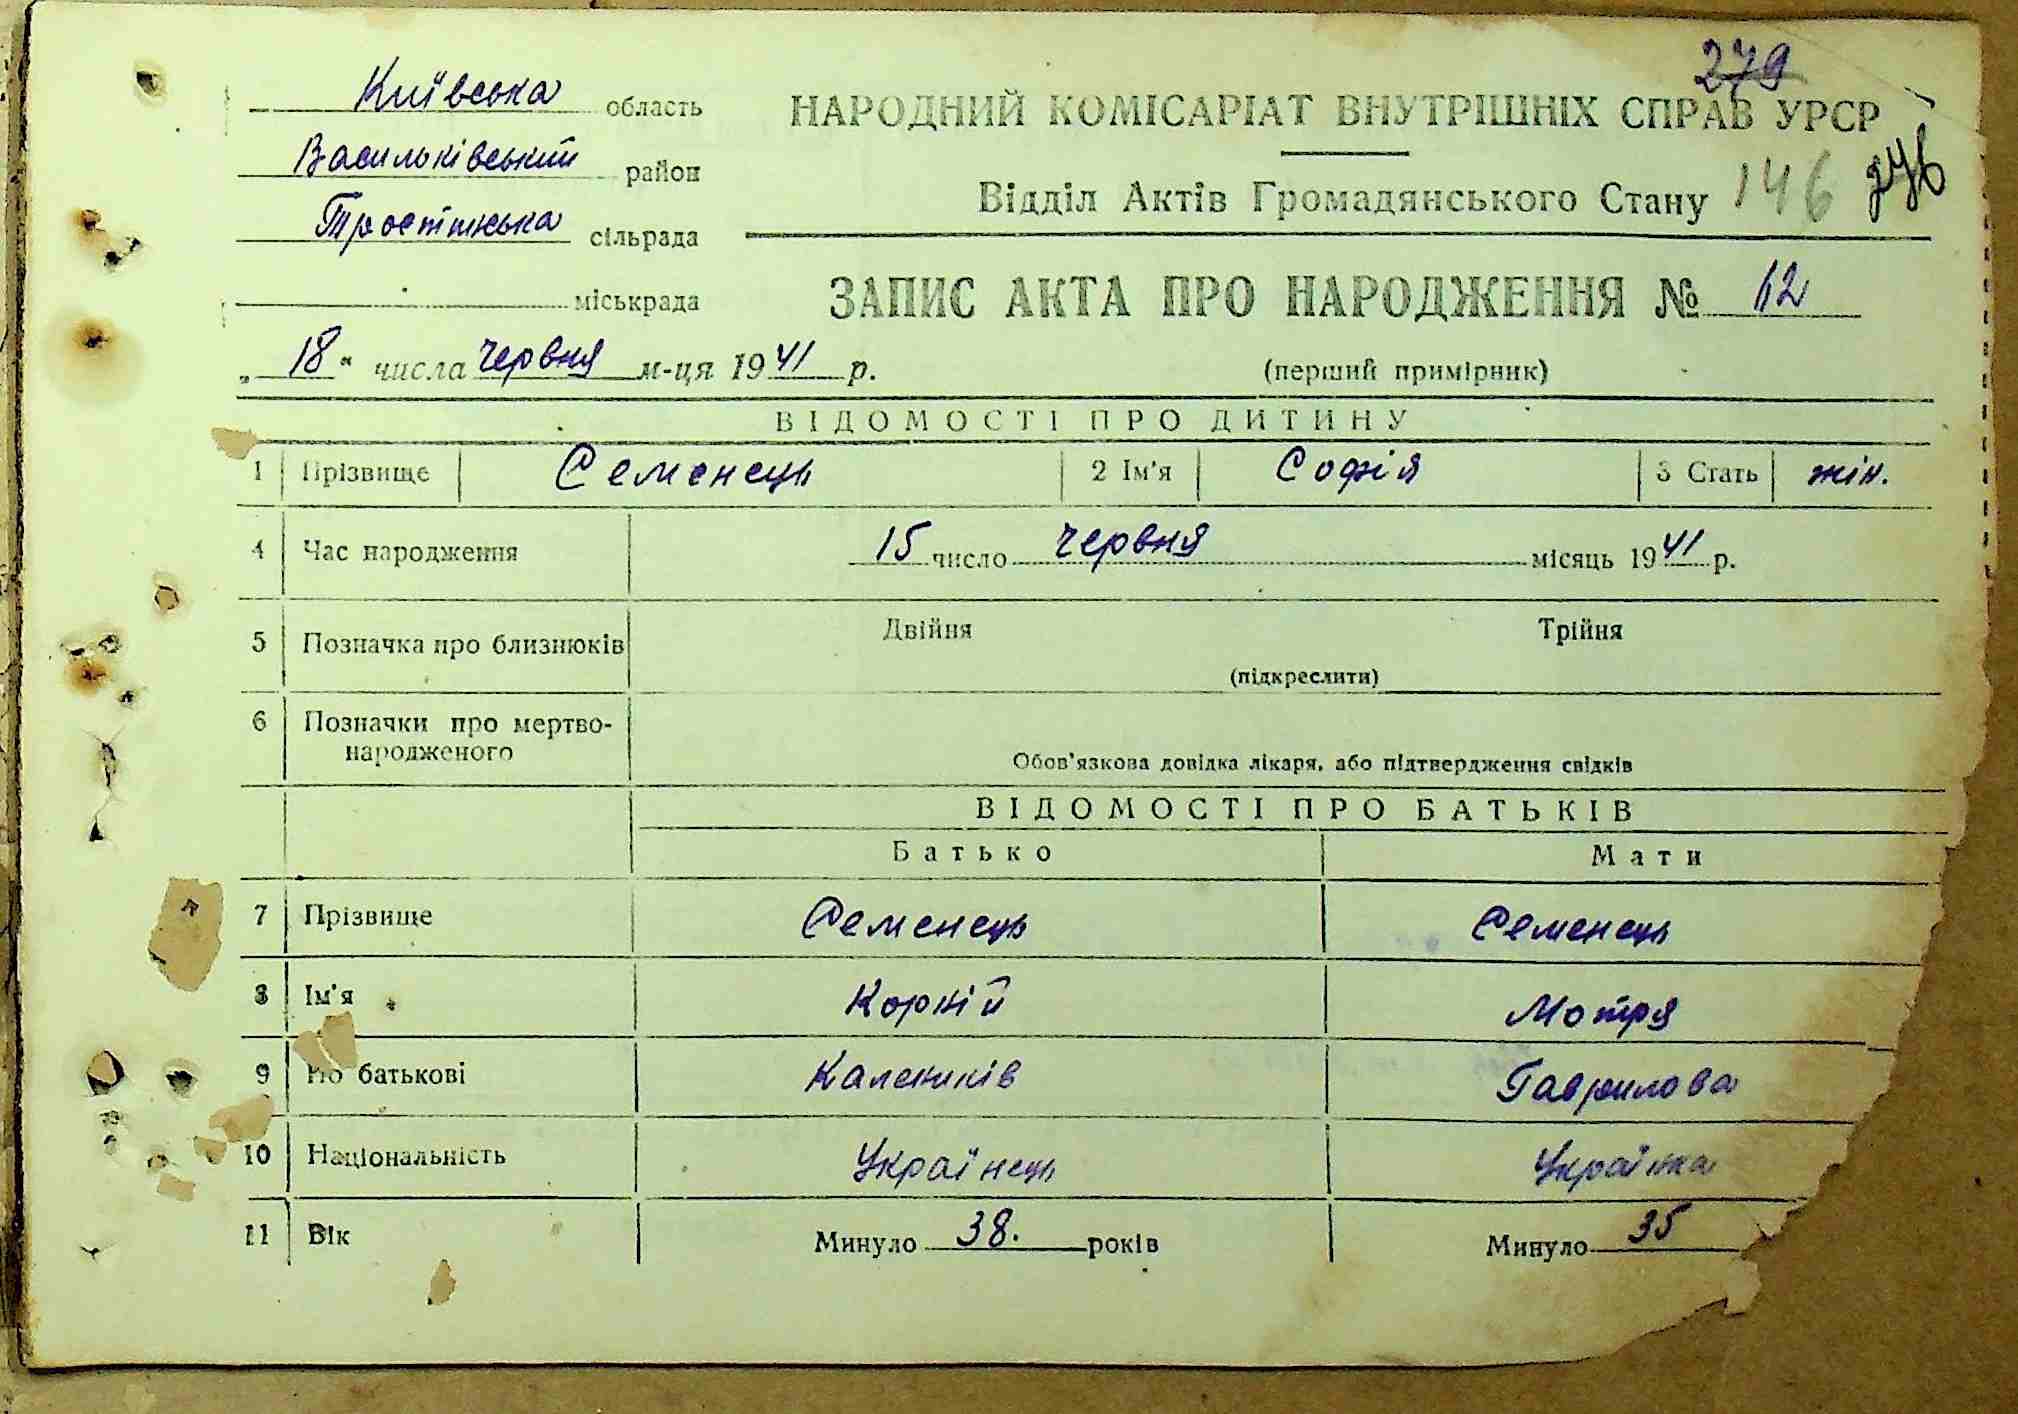 279
Київська область
НАРОДНИЙ КОМІСАРІАТ ВНУТРІШНІХ СПРАВ УРСР
Васильківський район
Відділ Актів Громадянського Стану 146 276
Тростинська сільрада
міськрада
ЗАПИС АКТА ПРО НАРОДЖЕННЯ № 62
„ 18 “ числа червня м-ця 1941 р.
(перший примірник)
ВІДОМОСТІ ПРО ДИТИНУ
1 Прізвище Семенець 2 Ім'я Софія 3 Стать жін.
4 Час народження 15 число червня місяць 1941 р.
5 Позначка про близнюків Двійня Трійня
(підкреслити)
6 Позначки про мертво-
народженого
Обов'язкова довідка лікаря, або підтвердження свідків
ВІДОМОСТІ ПРО БАТЬКІВ
Батько Мати
7 Прізвище Семенець Семенець
8 Ім'я Корній Мотря
9 По батькові Калеників Гаврилова
10 Національність Українець Українка
11 Вік Минуло 38. років Минуло 35